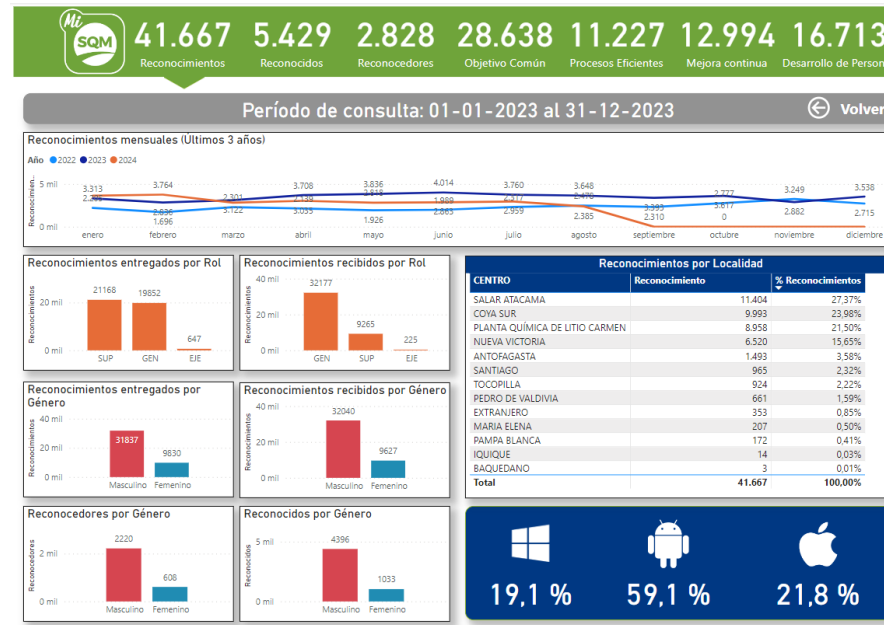 Mi
SQM
41.667 5.429 2.828 28.638 11.227 12.994 16.713
Reconocimientos Reconocidos Reconocedores Objetivo Común Procesos Eficientes Mejora continua Desarrollo de Person
Período de consulta: 01-01-2023 al 31-12-2023
Volver
Reconocimientos mensuales (Últimos 3 años)
Año 2022 2023 2024
Reconocimien...
5 mil
0 mil
3.313 3.764 2.301 3.708 3.836 4.014 3.760 3.648 2.777 3.249 3.538
1.696 3.122 3.035 1.926 2.865 2.959 2.385 2.310 0 2.882 2.715
enero febrero marzo abril mayo junio julio agosto septiembre octubre noviembre diciembre
Reconocimientos entregados por Rol
Reconocimientos
20 mil
0 mil
21168 19852 647
SUP GEN EJE
Reconocimientos recibidos por Rol
Reconocimientos
40 mil
20 mil
0 mil
32177 9265 225
GEN SUP EJE
Reconocimientos por Localidad
CENTRO Reconocimiento % Reconocimientos
SALAR ATACAMA 11.404 27,37%
COYA SUR 9.993 23,98%
PLANTA QUÍMICA DE LITIO CARMEN 8.958 21,50%
NUEVA VICTORIA 6.520 15,65%
ANTOFAGASTA 1.493 3,58%
SANTIAGO 965 2,32%
TOCOPILLA 924 2,22%
PEDRO DE VALDIVIA 661 1,59%
EXTRANJERO 353 0,85%
MARIA ELENA 207 0,50%
PAMPA BLANCA 172 0,41%
IQUIQUE 14 0,03%
BAQUEDANO 3 0,01%
Total 41.667 100,00%
Reconocimientos entregados por
Género
Reconocimientos
40 mil
20 mil
0 mil
31837 9830
Masculino Femenino
Reconocimientos recibidos por Género
Reconocimientos
40 mil
20 mil
0 mil
32040 9627
Masculino Femenino
Reconocedores por Género
Reconocedores
2 mil
0 mil
2220 608
Masculino Femenino
Reconocidos por Género
Reconocidos
5 mil
0 mil
4396 1033
Masculino Femenino
19,1 % 59,1 % 21,8 %